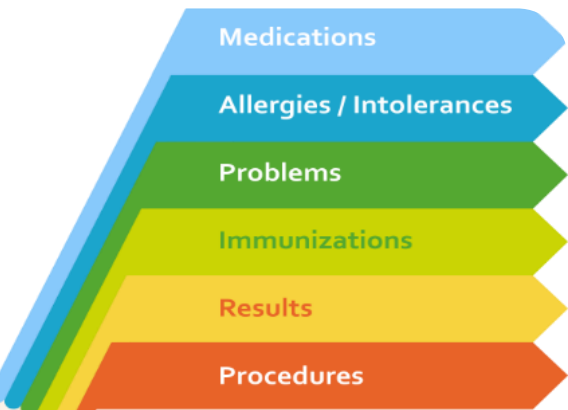 Medications
Allergies / Intolerances
Problems
Immunizations
Results
Procedures